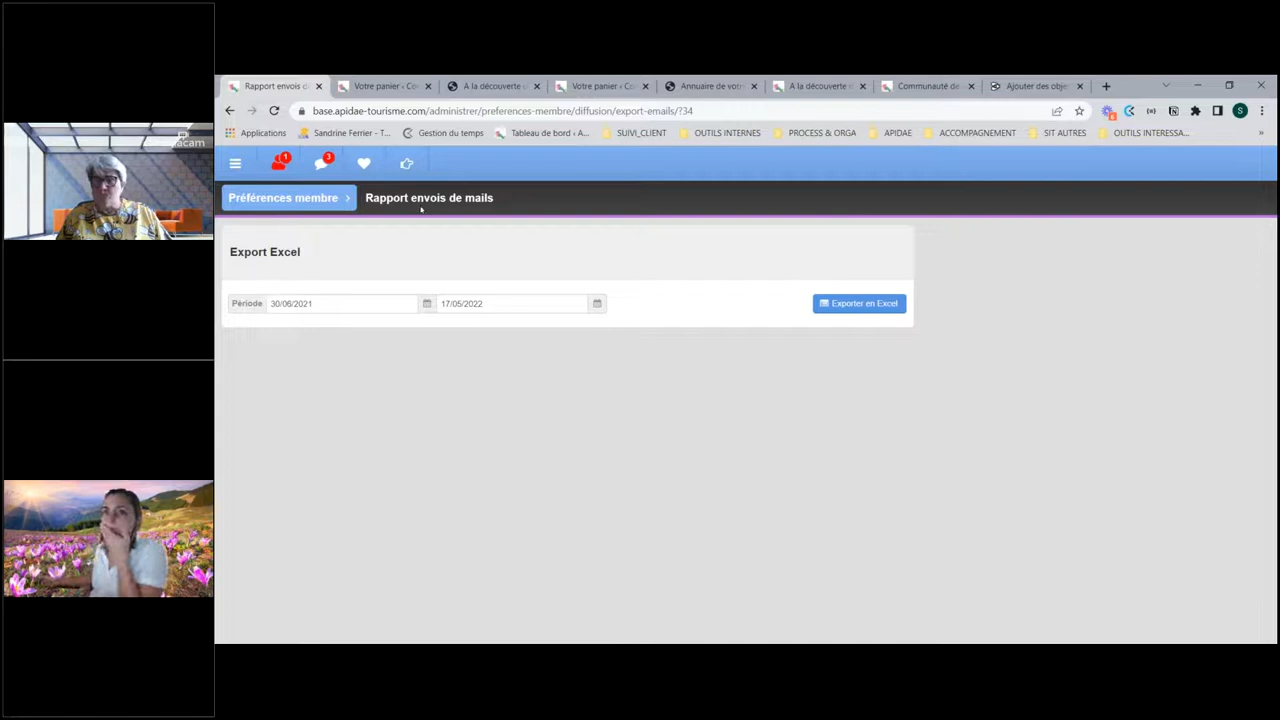 Rapport envois d
Votre panier ‹ Co
A la découverte d
Votre panier ‹ Co
Annuaire de vot
A la découverte d
Communauté de
Ajouter des obje
base.apidae-tourisme.com/administrer/preferences-membre/diffusion/export-emails/?34
S
Applications
Sandrine Ferrier - T...
Gestion du temps
Tableau de bord ‹ A...
SUIVI_CLIENT
OUTILS INTERNES
PROCESS & ORGA
APIDAE
ACCOMPAGNEMENT
SIT AUTRES
OUTILS INTERESSA...
1
3
Préférences membre
Rapport envois de mails
Export Excel
Période
30/06/2021
17/05/2022
Exporter en Excel